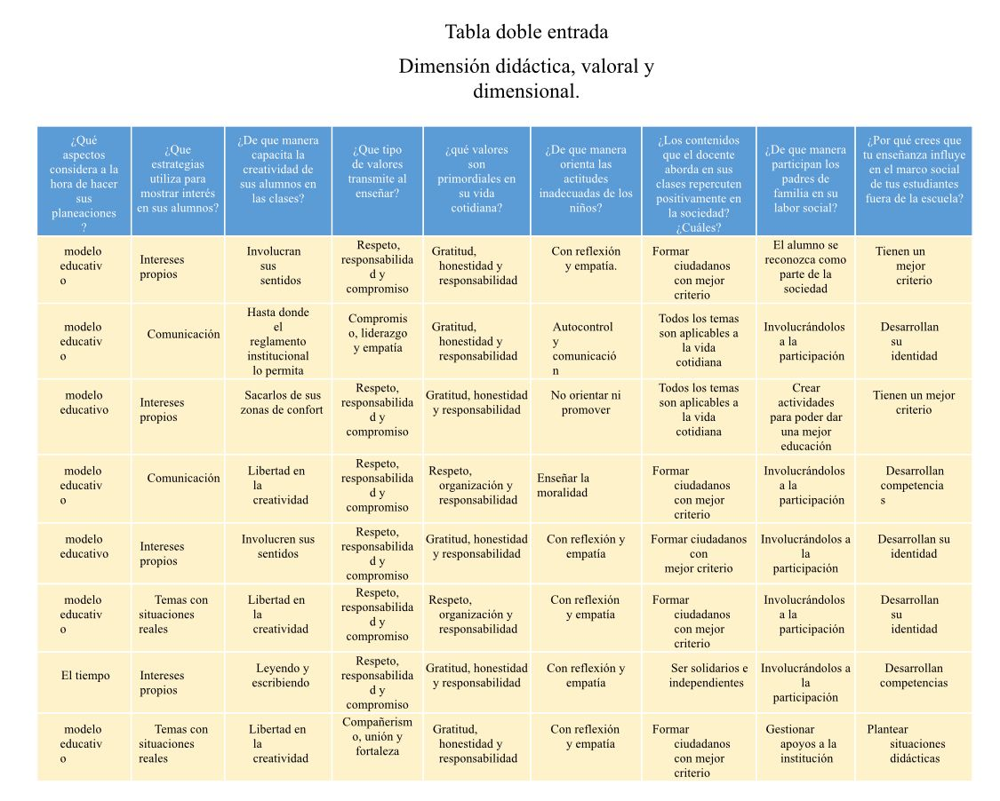 Tabla doble entrada
Dimensión didáctica, valoral y
dimensional.
¿Qué
aspectos
considera a la
hora de hacer
sus
planeaciones
?
¿Que
estrategias
utiliza para
mostrar interés
en sus alumnos?
¿De que manera
capacita la
creatividad de
sus alumnos en
las clases?
¿Que tipo
de valores
transmite al
enseñar?
¿qué valores
son
primordiales en
su vida
cotidiana?
¿De que manera
orienta las
actitudes
inadecuadas de los
niños?
¿Los contenidos
que el docente
aborda en sus
clases repercuten
positivamente en
la sociedad?
¿Cuáles?
¿De que manera
participan los
padres de
familia en su
labor social?
¿Por qué crees que
tu enseñanza influye
en el marco social
de tus estudiantes
fuera de la escuela?
modelo
educativ
o
Intereses
propios
Involucran
sus
sentidos
Respeto,
responsabilida
d y
compromiso
Gratitud,
honestidad y
responsabilidad
Con reflexión
y empatía.
Formar
ciudadanos
con mejor
criterio
El alumno se
reconozca como
parte de la
sociedad
Tienen un
mejor
criterio
modelo
educativ
o
Comunicación
Hasta donde
el
reglamento
institucional
lo permita
Compromis
o, liderazgo
y empatía
Gratitud,
honestidad y
responsabilidad
Autocontrol
y
comunicació
n
Todos los temas
son aplicables a
la vida
cotidiana
Involucrándolos
a la
participación
Desarrollan
su
identidad
modelo
educativo
Intereses
propios
Sacarlos de sus
zonas de confort
Respeto,
responsabilida
d y
compromiso
Gratitud, honestidad
y responsabilidad
No orientar ni
promover
Todos los temas
son aplicables a
la vida
cotidiana
Crear
actividades
para poder dar
una mejor
educación
Tienen un mejor
criterio
modelo
educativ
o
Comunicación
Libertad en
la
creatividad
Respeto,
responsabilida
d y
compromiso
Respeto,
organización y
responsabilidad
Enseñar la
moralidad
Formar
ciudadanos
con mejor
criterio
Involucrándolos
a la
participación
Desarrollan
competencia
s
modelo
educativo
Intereses
propios
Involucren sus
sentidos
Respeto,
responsabilida
d y
compromiso
Gratitud, honestidad
y responsabilidad
Con reflexión y
empatía
Formar ciudadanos
con
mejor criterio
Involucrándolos a
la
participación
Desarrollan su
identidad
modelo
educativ
o
Temas con
situaciones
reales
Libertad en
la
creatividad
Respeto,
responsabilida
d y
compromiso
Respeto,
organización y
responsabilidad
Con reflexión
y empatía
Formar
ciudadanos
con mejor
criterio
Involucrándolos
a la
participación
Desarrollan
su
identidad
El tiempo
Intereses
propios
Leyendo y
escribiendo
Respeto,
responsabilida
d y
compromiso
Gratitud, honestidad
y responsabilidad
Con reflexión y
empatía
Ser solidarios e
independientes
Involucrándolos a
la
participación
Desarrollan
competencias
modelo
educativ
o
Temas con
situaciones
reales
Libertad en
la
creatividad
Compañerism
o, unión y
fortaleza
Gratitud,
honestidad y
responsabilidad
Con reflexión
y empatía
Formar
ciudadanos
con mejor
criterio
Gestionar
apoyos a la
institución
Plantear
situaciones
didácticas